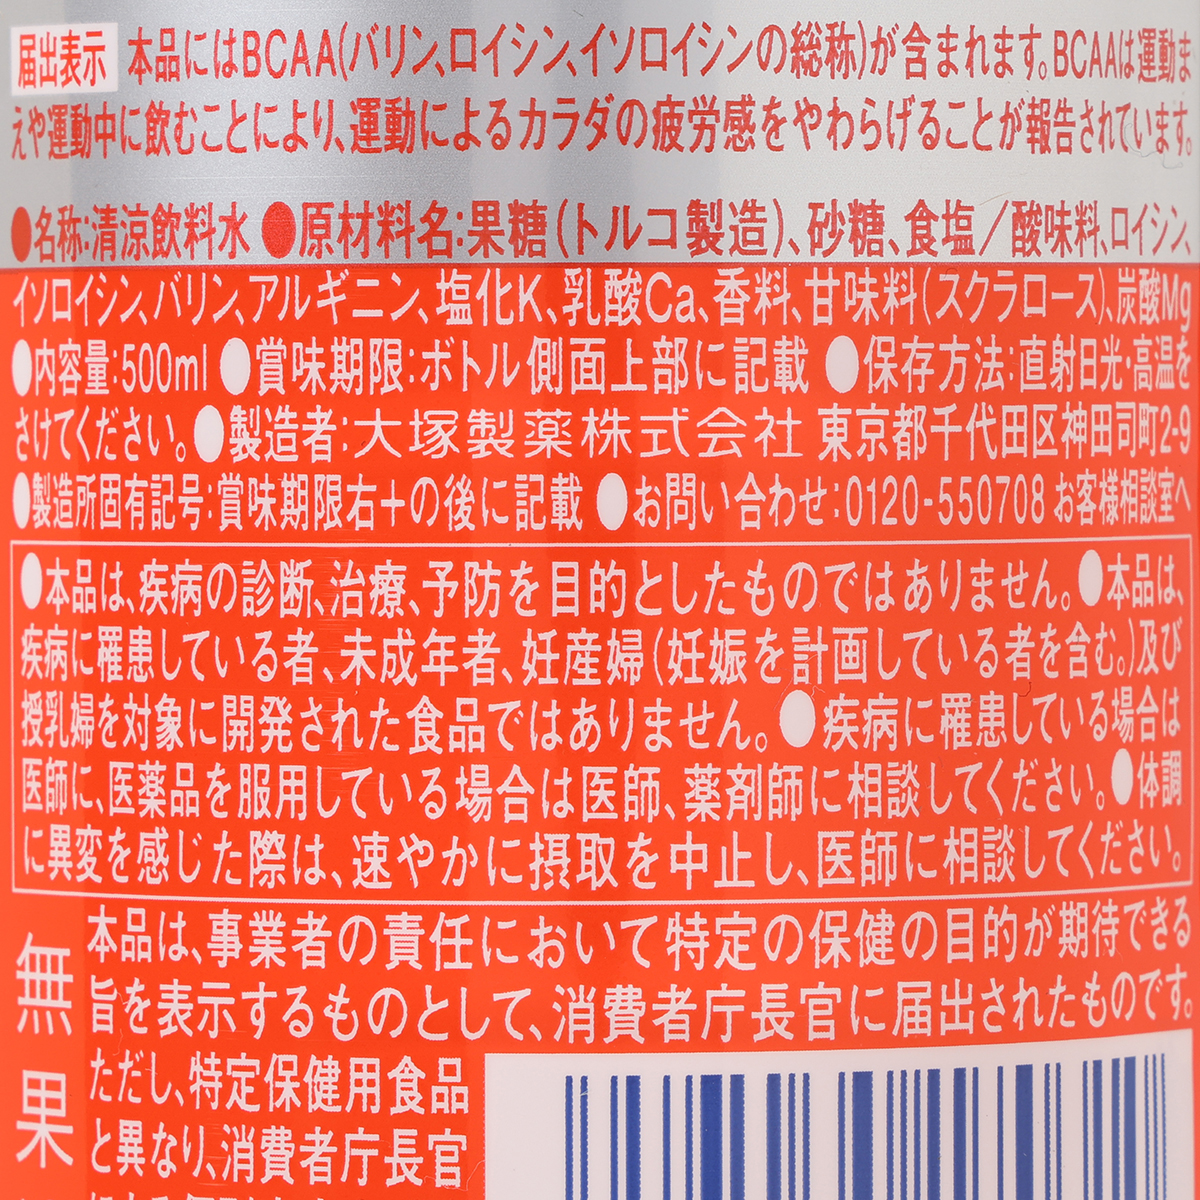 届出表示 本品にはBCAA(バリン、ロイシン、イソロイシンの総称)が含まれます。BCAAは運動ま
えや運動中に飲むことにより、運動によるカラダの疲労感をやわらげることが報告されています。
●名称:清涼飲料水 ●原材料名:果糖(トルコ製造)、砂糖、食塩/酸味料、ロイシン、
イソロイシン、バリン、アルギニン、塩化K、乳酸Ca、香料、甘味料(スクラロース)、炭酸Mg
●内容量:500ml ●賞味期限:ボトル側面上部に記載 ●保存方法:直射日光・高温を
さけてください。 ●製造者:大塚製薬株式会社 東京都千代田区神田司町2-9
●製造所固有記号:賞味期限右+の後に記載 ●お問い合わせ:0120-550708 お客様相談室へ
●本品は、疾病の診断、治療、予防を目的としたものではありません。●本品は、
疾病に罹患している者、未成年者、妊産婦(妊娠を計画している者を含む。)及び
授乳婦を対象に開発された食品ではありません。●疾病に罹患している場合は
医師に、医薬品を服用している場合は医師、薬剤師に相談してください。●体調
に異変を感じた際は、速やかに摂取を中止し、医師に相談してください。
無果
本品は、事業者の責任において特定の保健の目的が期待できる
旨を表示するものとして、消費者庁長官に届出されたものです。
ただし、特定保健用食品
と異なり、消費者庁長官